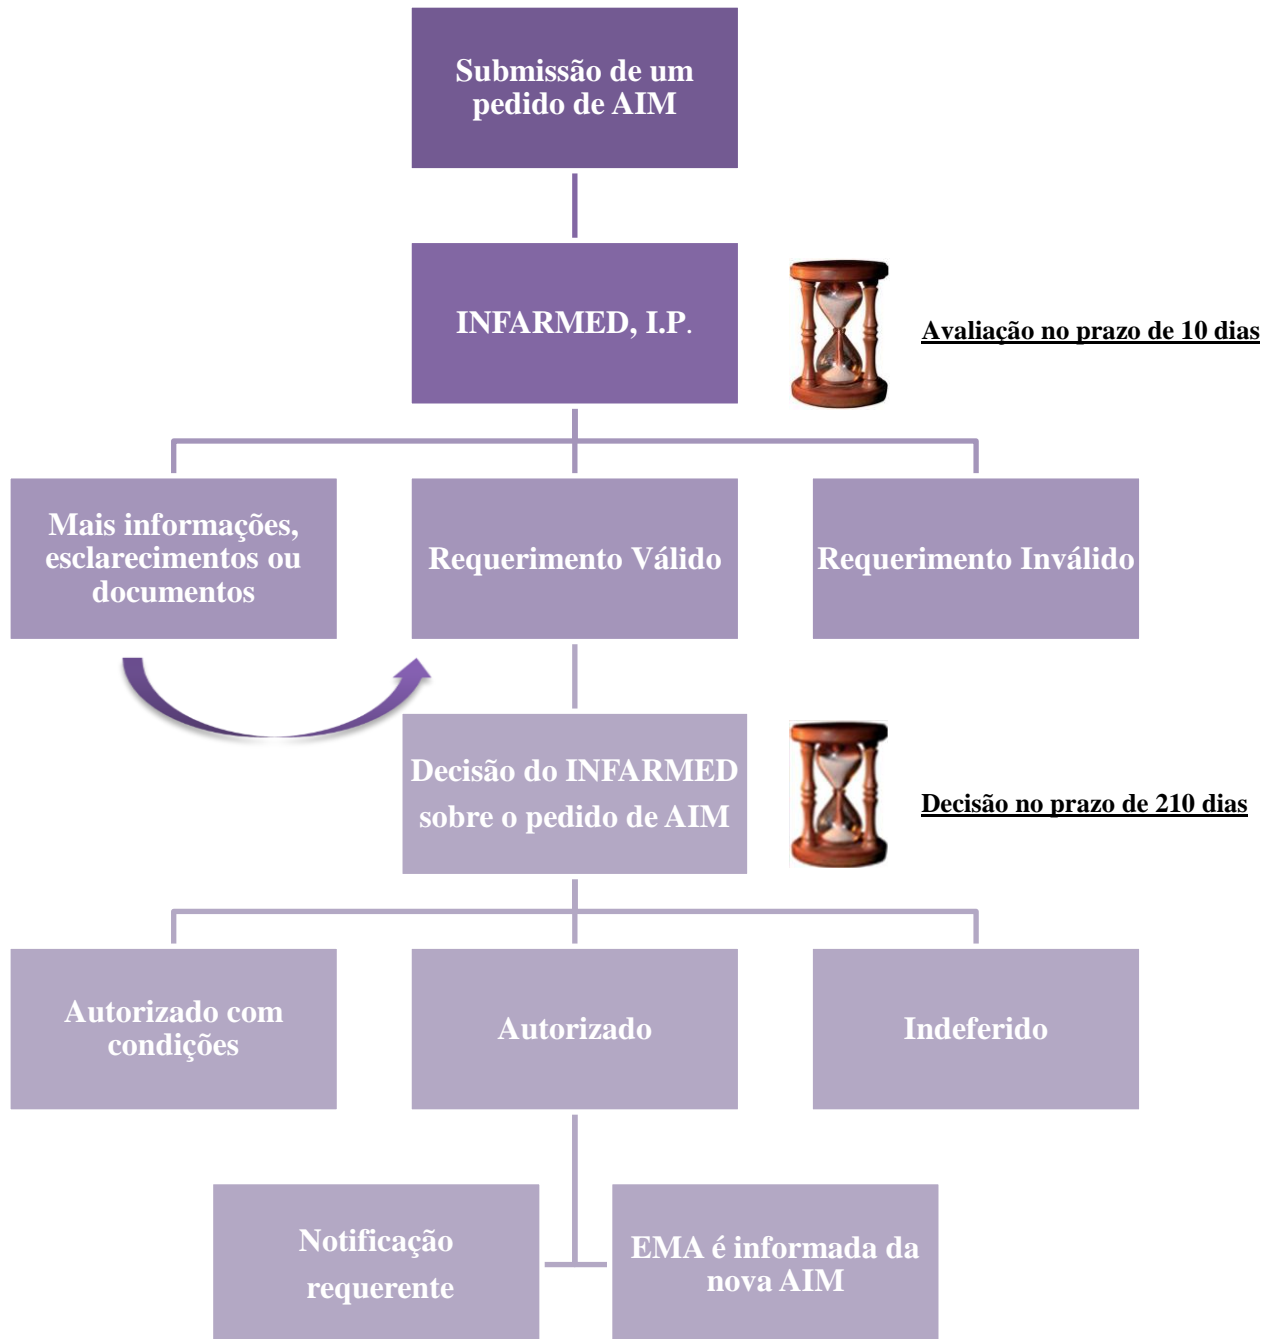 Submissão de um
pedido de AIM
INFARMED, I.P.
Avaliação no prazo de 10 dias
Mais informações,
esclarecimentos ou
documentos
Requerimento Válido
Requerimento Inválido
Decisão do INFARMED
sobre o pedido de AIM
Decisão no prazo de 210 dias
Autorizado com
condições
Autorizado
Indeferido
Notificação
requerente
EMA é informada da
nova AIM